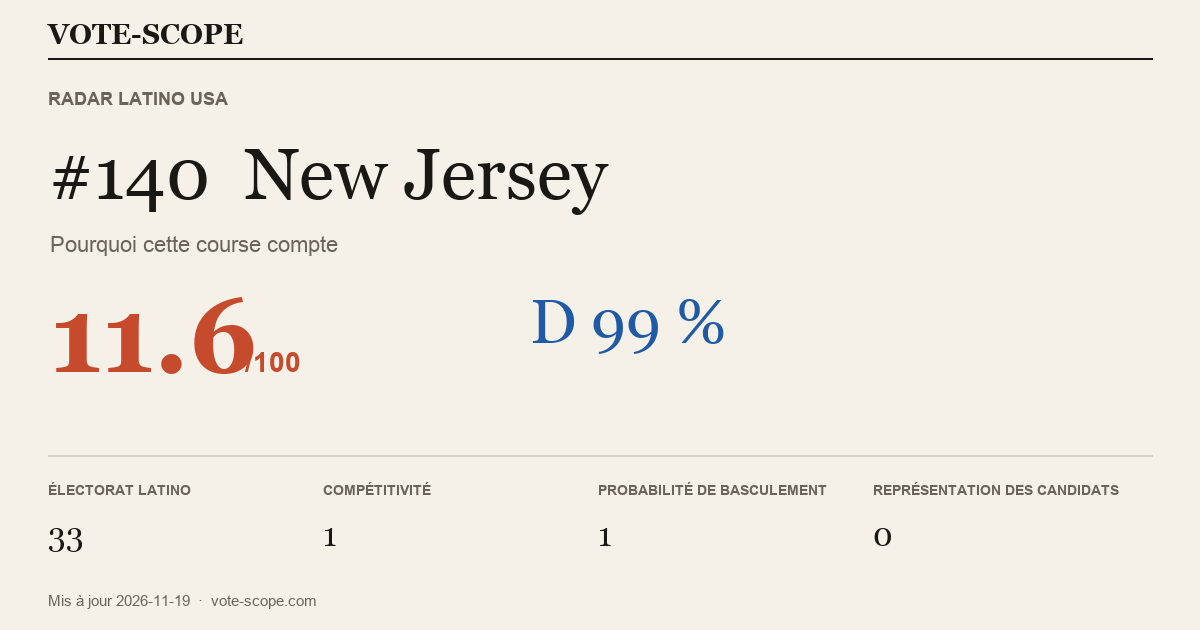 VOTE-SCOPE
RADAR LATINO USA
#140 New Jersey
Pourquoi cette course compte
11.6/100
D 99 %
ÉLECTORAT LATINO
COMPÉTITIVITÉ
PROBABILITÉ DE BASCULEMENT
REPRÉSENTATION DES CANDIDATS
33
1
1
0
Mis à jour 2026-11-19 · vote-scope.com